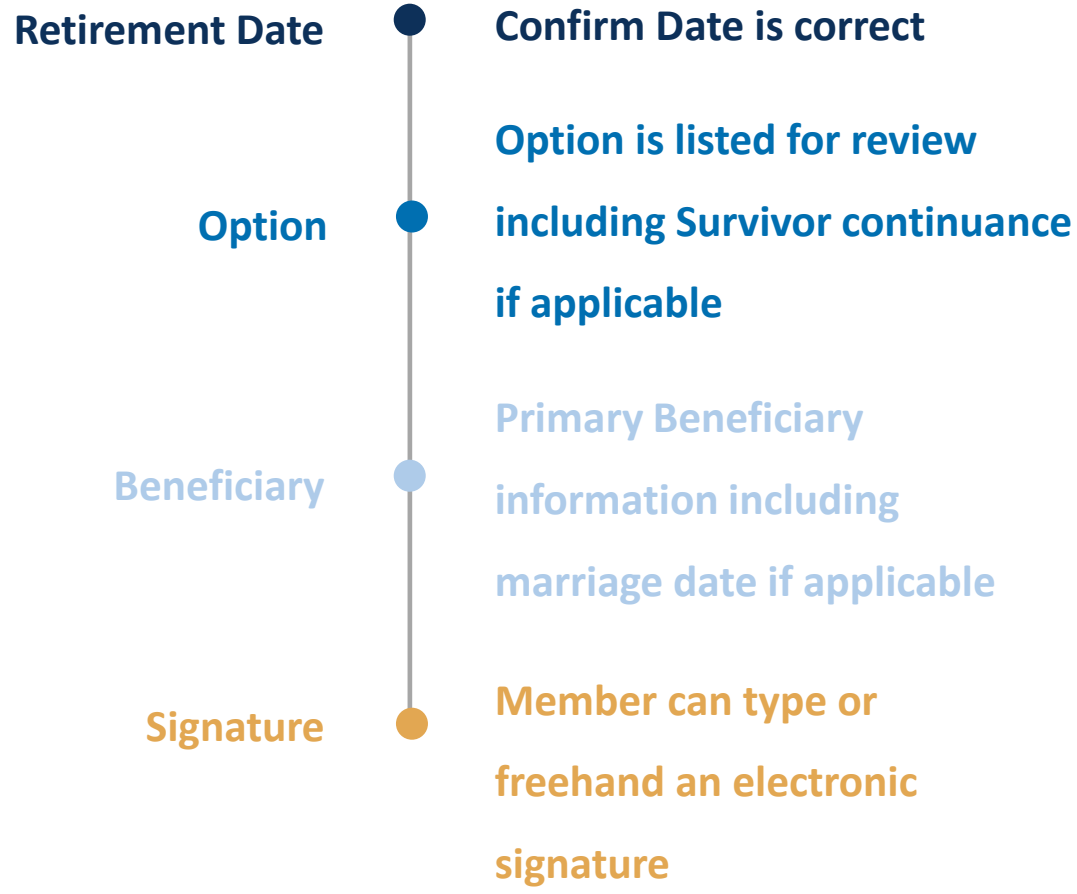 Retirement Date
Confirm Date is correct
Option
Option is listed for review
including Survivor continuance
if applicable
Beneficiary
Primary Beneficiary
information including
marriage date if applicable
Signature
Member can type or
freehand an electronic
signature